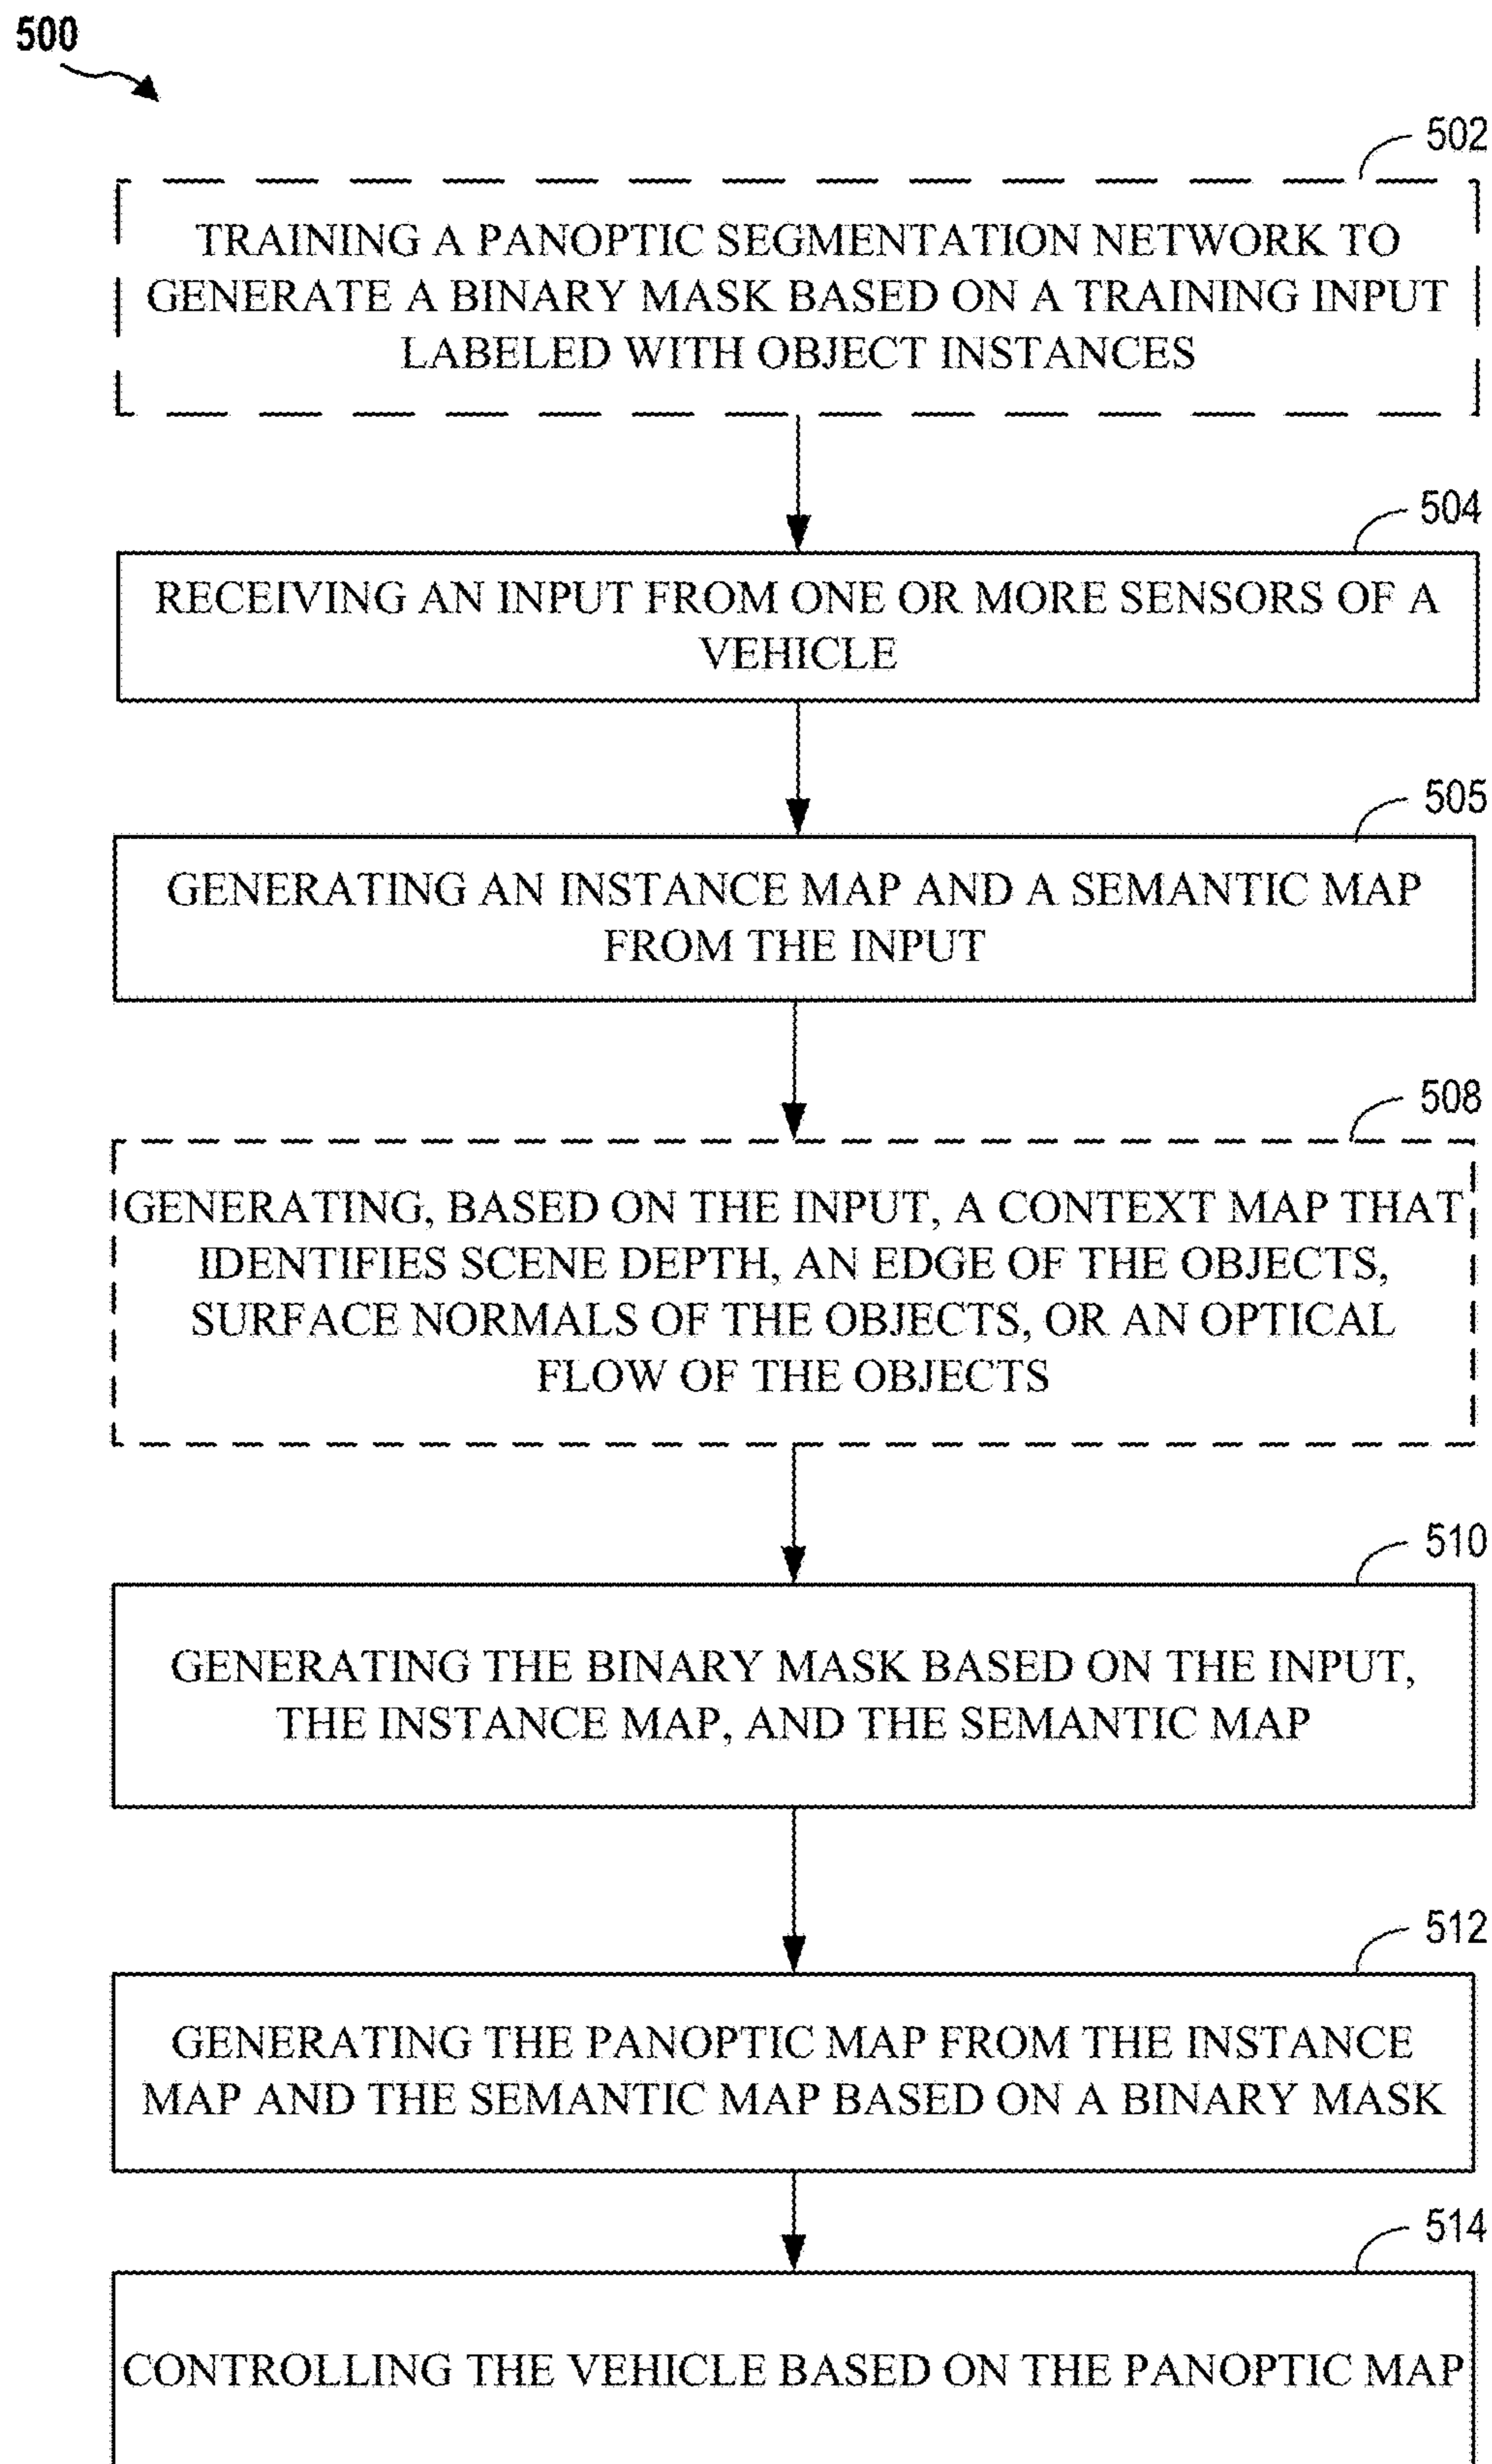 500
502
TRAINING A PANOPTIC SEGMENTATION NETWORK TO
GENERATE A BINARY MASK BASED ON A TRAINING INPUT
LABELED WITH OBJECT INSTANCES
504
RECEIVING AN INPUT FROM ONE OR MORE SENSORS OF A
VEHICLE
505
GENERATING AN INSTANCE MAP AND A SEMANTIC MAP
FROM THE INPUT
508
GENERATING, BASED ON THE INPUT, A CONTEXT MAP THAT
IDENTIFIES SCENE DEPTH, AN EDGE OF THE OBJECTS,
SURFACE NORMALS OF THE OBJECTS, OR AN OPTICAL
FLOW OF THE OBJECTS
510
GENERATING THE BINARY MASK BASED ON THE INPUT,
THE INSTANCE MAP, AND THE SEMANTIC MAP
512
GENERATING THE PANOPTIC MAP FROM THE INSTANCE
MAP AND THE SEMANTIC MAP BASED ON A BINARY MASK
514
CONTROLLING THE VEHICLE BASED ON THE PANOPTIC MAP